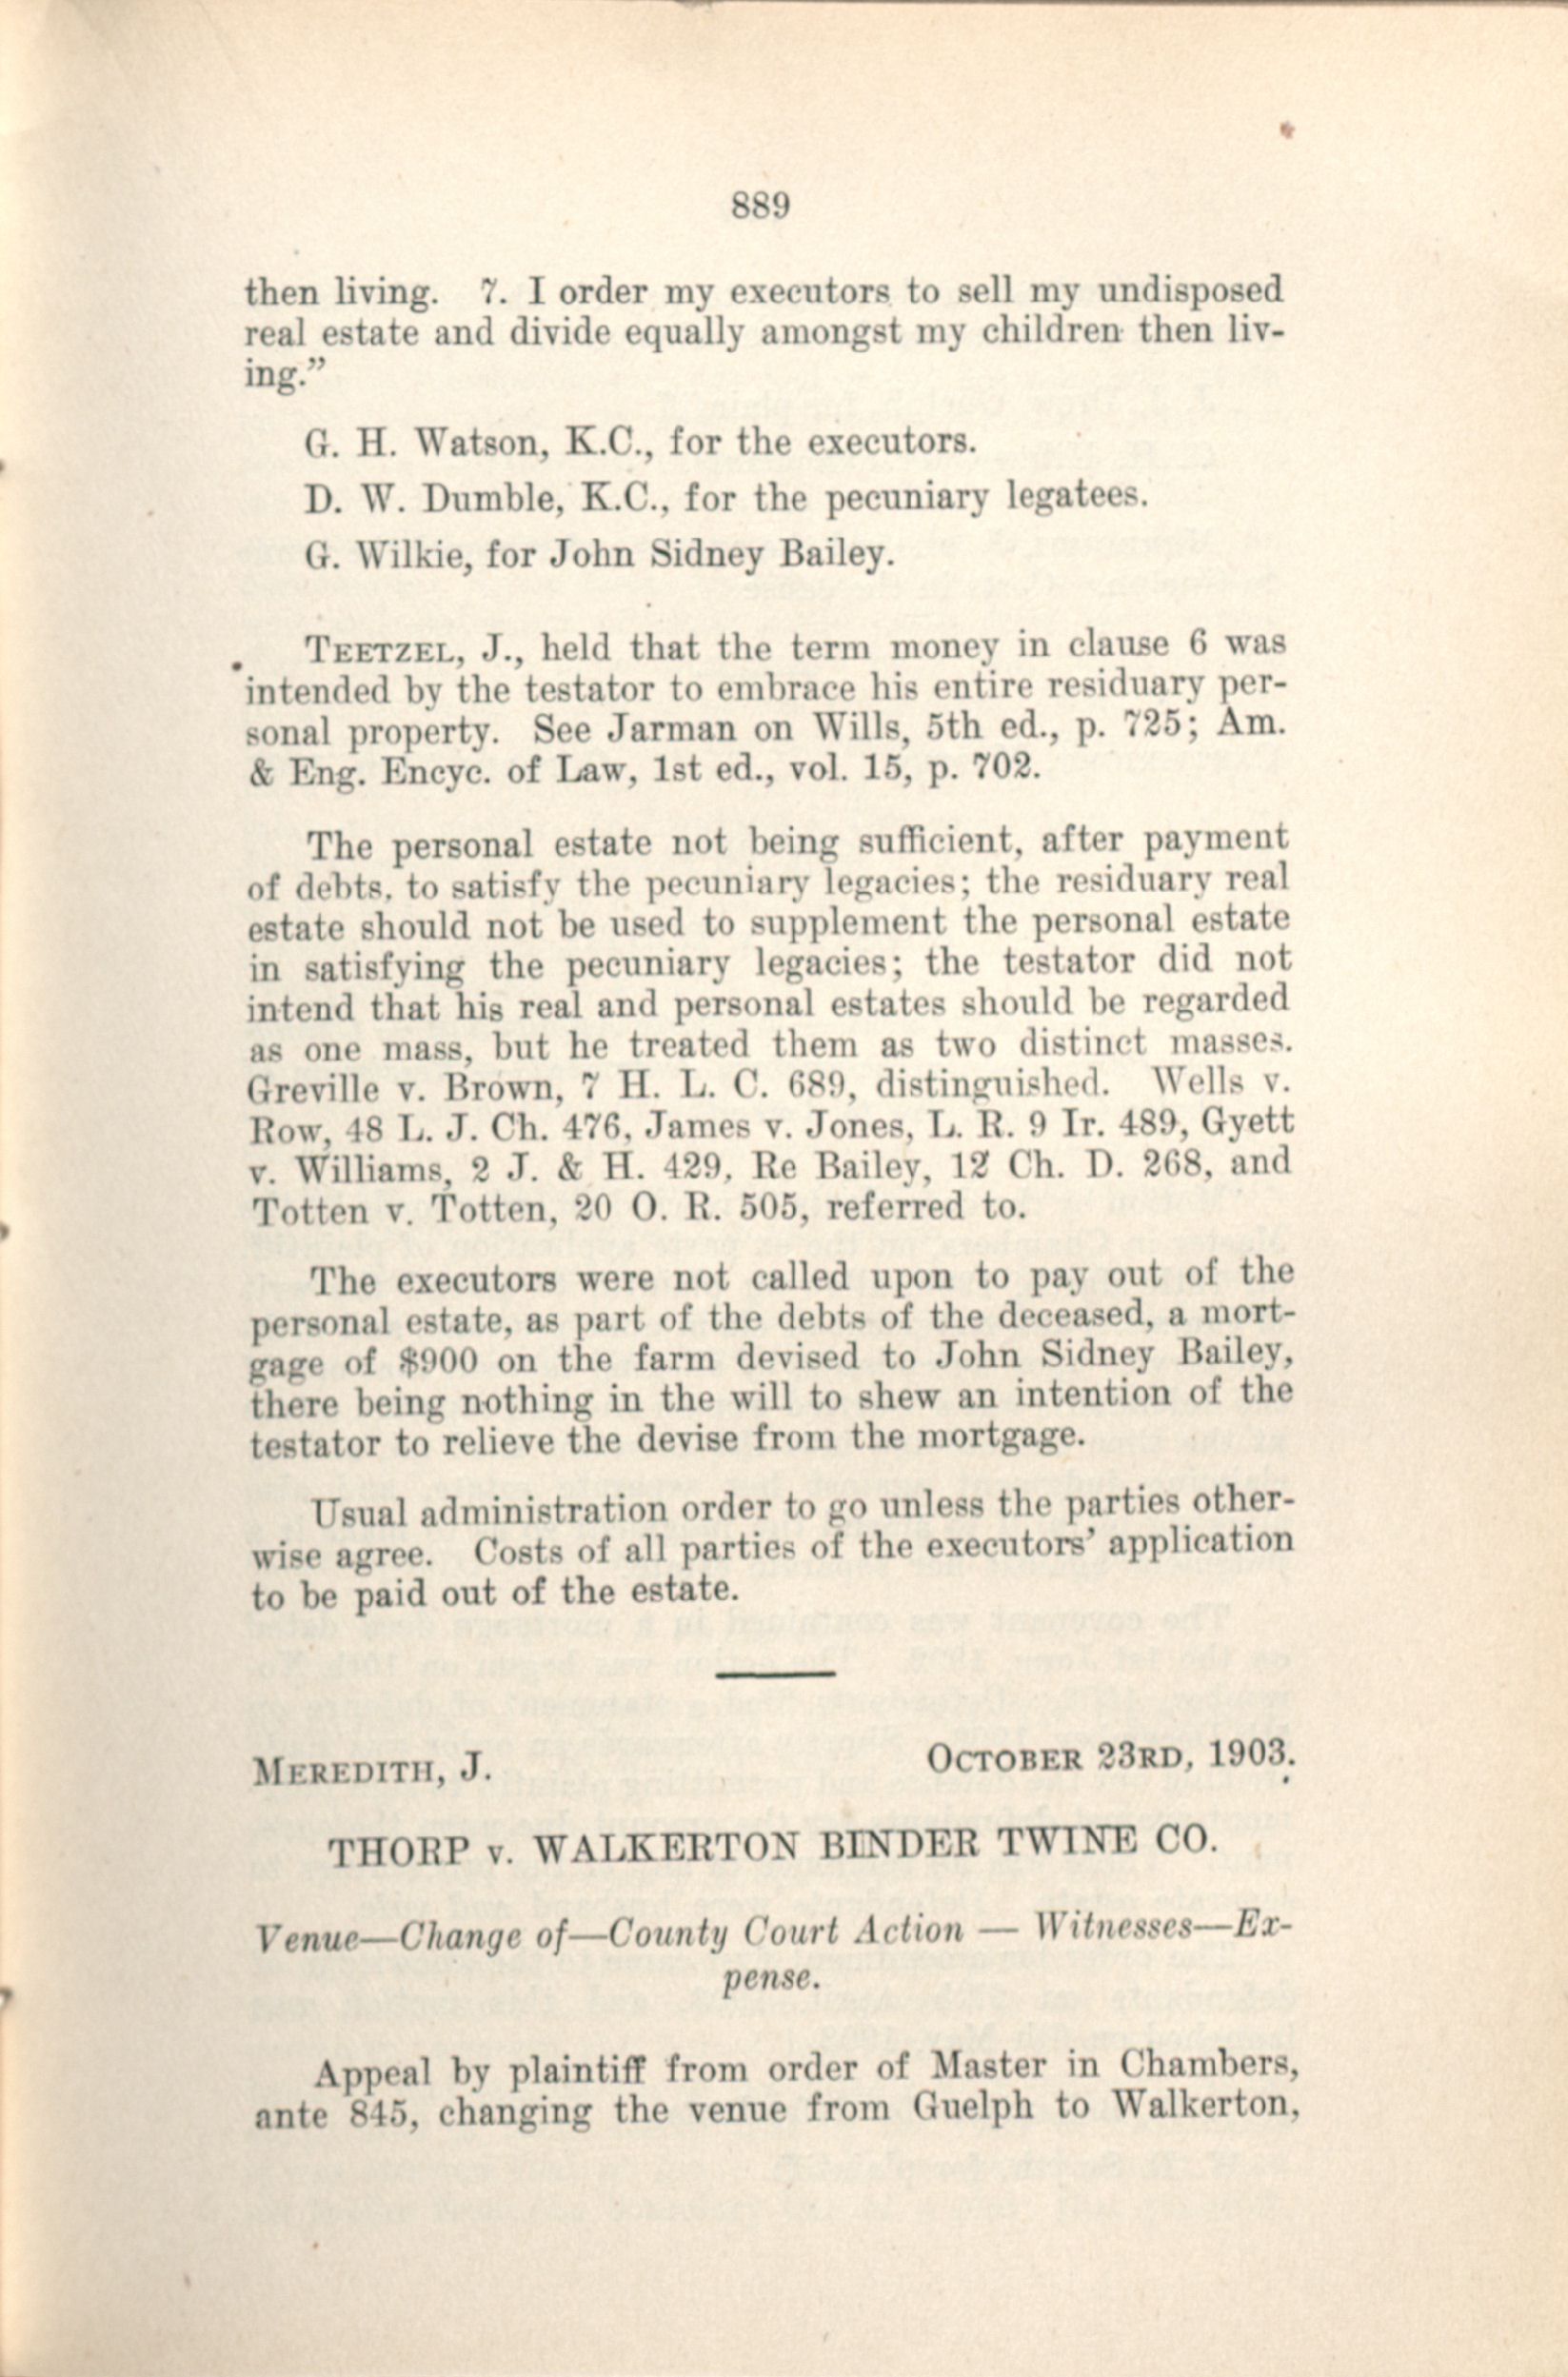 889
then living. 7. I order my executors to sell my undisposed
real estate and divide equally amongst my children then liv-
ing.”
G. H. Watson, K.C., for the executors.
D. W. Dumble, K.C., for the pecuniary legatees.
G. Wilkie, for John Sidney Bailey.
TEETZEL, J., held that the term money in clause 6 was
intended by the testator to embrace his entire residuary per-
sonal property. See Jarman on Wills, 5th ed., p. 725; Am.
& Eng. Encyc. of Law, 1st ed., vol. 15, p. 702.
The personal estate not being sufficient, after payment
of debts, to satisfy the pecuniary legacies; the residuary real
estate should not be used to supplement the personal estate
in satisfying the pecuniary legacies; the testator did not
intend that his real and personal estates should be regarded
as one mass, but he treated them as two distinct masses.
Greville v. Brown, 7 H. L. C. 689, distinguished. Wells v.
Row, 48 L. J. Ch. 476, James v. Jones, L. R. 9 Ir. 489, Gyett
v. Williams, 2 J. & H. 429, Re Bailey, 12 Ch. D. 268, and
Totten v. Totten, 20 O. R. 505, referred to.
The executors were not called upon to pay out of the
personal estate, as part of the debts of the deceased, a mort-
gage of $900 on the farm devised to John Sidney Bailey,
there being nothing in the will to shew an intention of the
testator to relieve the devise from the mortgage.
Usual administration order to go unless the parties other-
wise agree. Costs of all parties of the executors’ application
to be paid out of the estate.
MEREDITH, J. OCTOBER 23RD, 1903.
THORP v. WALKERTON BINDER TWINE CO.
Venue—Change of—County Court Action — Witnesses—Ex-
pense.
Appeal by plaintiff from order of Master in Chambers,
ante 845, changing the venue from Guelph to Walkerton,